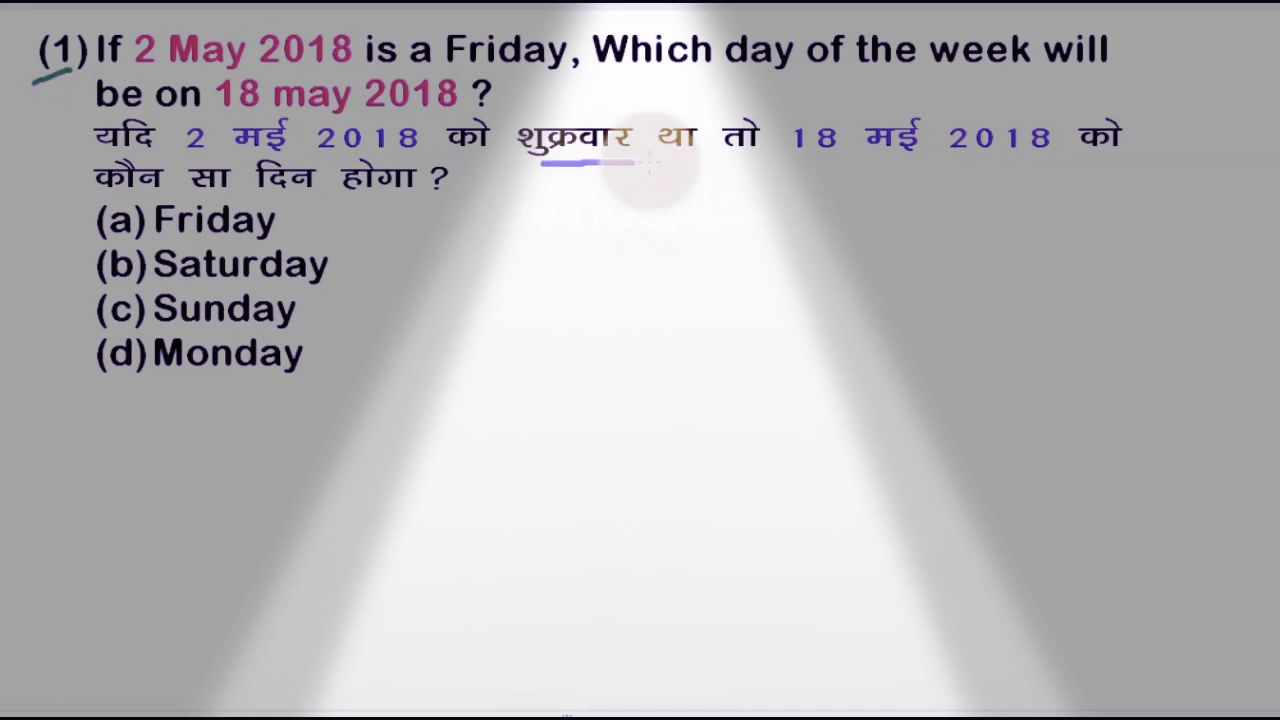 (1) If 2 May 2018 is a Friday, Which day of the week will
be on 18 may 2018 ?
यदि 2 मई 2018 को शुक्रवार था तो 18 मई 2018 को
कौन सा दिन होगा ?
(a) Friday
(b) Saturday
(c) Sunday
(d) Monday